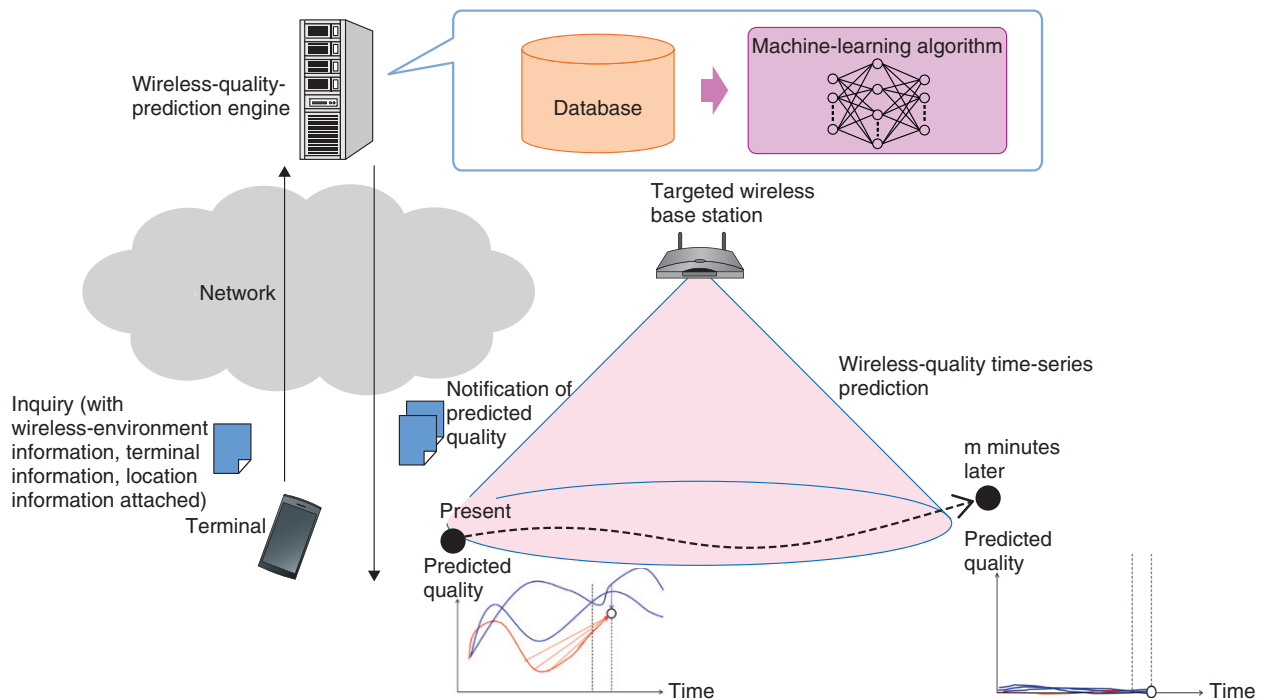 Wireless-quality-
prediction engine
Database
Machine-learning algorithm
Targeted wireless
base station
Network
Wireless-quality time-series
prediction
Inquiry (with
wireless-environment
information, terminal
information, location
information attached)
Notification of
predicted
quality
Terminal
Present
m minutes
later
Predicted
quality
Time
Predicted
quality
Time